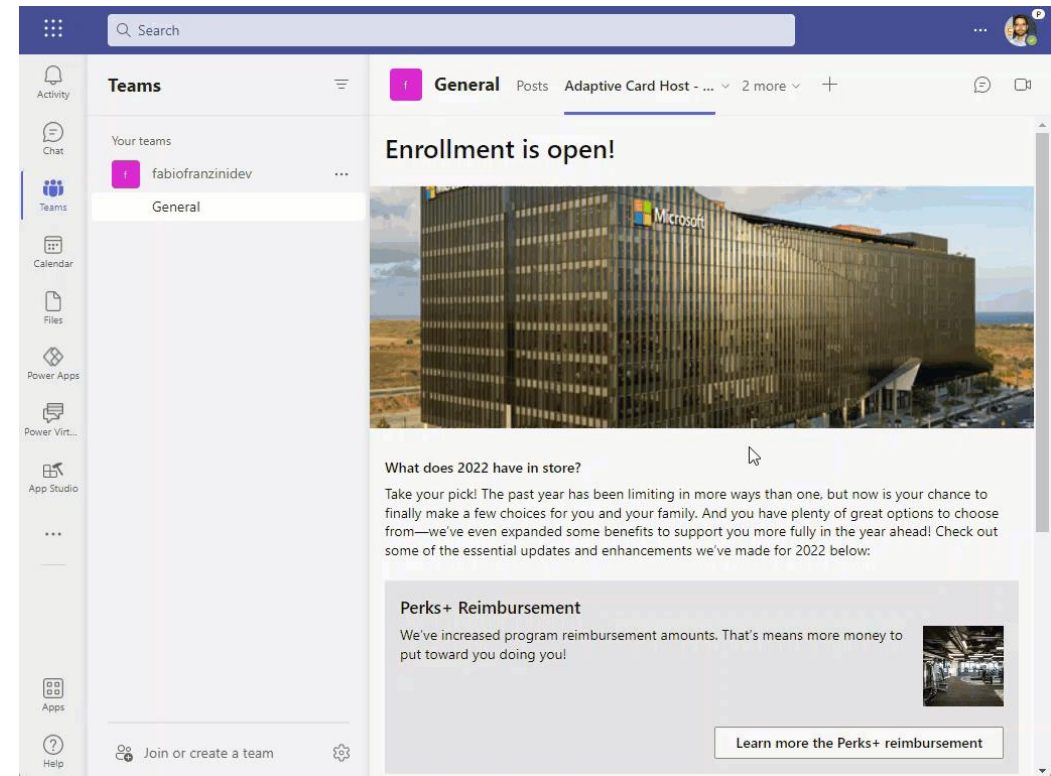 Search
P
Activity
Chat
Teams
Calendar
Files
Power Apps
Power Virt...
App Studio
Apps
Help
Teams
Your teams
f fabiofranzinidev
General
Join or create a team
f General Posts Adaptive Card Host - ... 2 more
Enrollment is open!
Microsoft
What does 2022 have in store?
Take your pick! The past year has been limiting in more ways than one, but now is your chance to
finally make a few choices for you and your family. And you have plenty of great options to choose
from—we've even expanded some benefits to support you more fully in the year ahead! Check out
some of the essential updates and enhancements we've made for 2022 below:
Perks+ Reimbursement
We've increased program reimbursement amounts. That's means more money to
put toward you doing you!
Learn more the Perks+ reimbursement